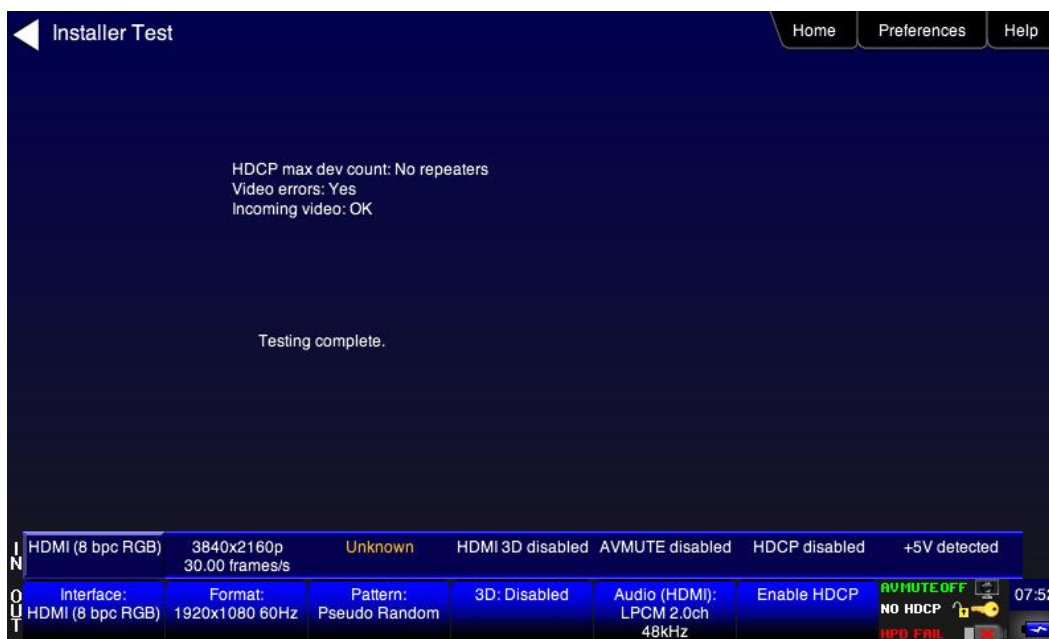 Installer Test
Home
Preferences
Help
HDCP max dev count: No repeaters
Video errors: Yes
Incoming video: OK
Testing complete.
IN
HDMI (8 bpc RGB)
3840x2160p
30.00 frames/s
Unknown
HDMI 3D disabled
AVMUTE disabled
HDCP disabled
+5V detected
OUT
Interface:
HDMI (8 bpc RGB)
Format:
1920x1080 60Hz
Pattern:
Pseudo Random
3D: Disabled
Audio (HDMI):
LPCM 2.0ch
48kHz
Enable HDCP
AVMUTE OFF
NO HDCP
HPD FAIL
07:52